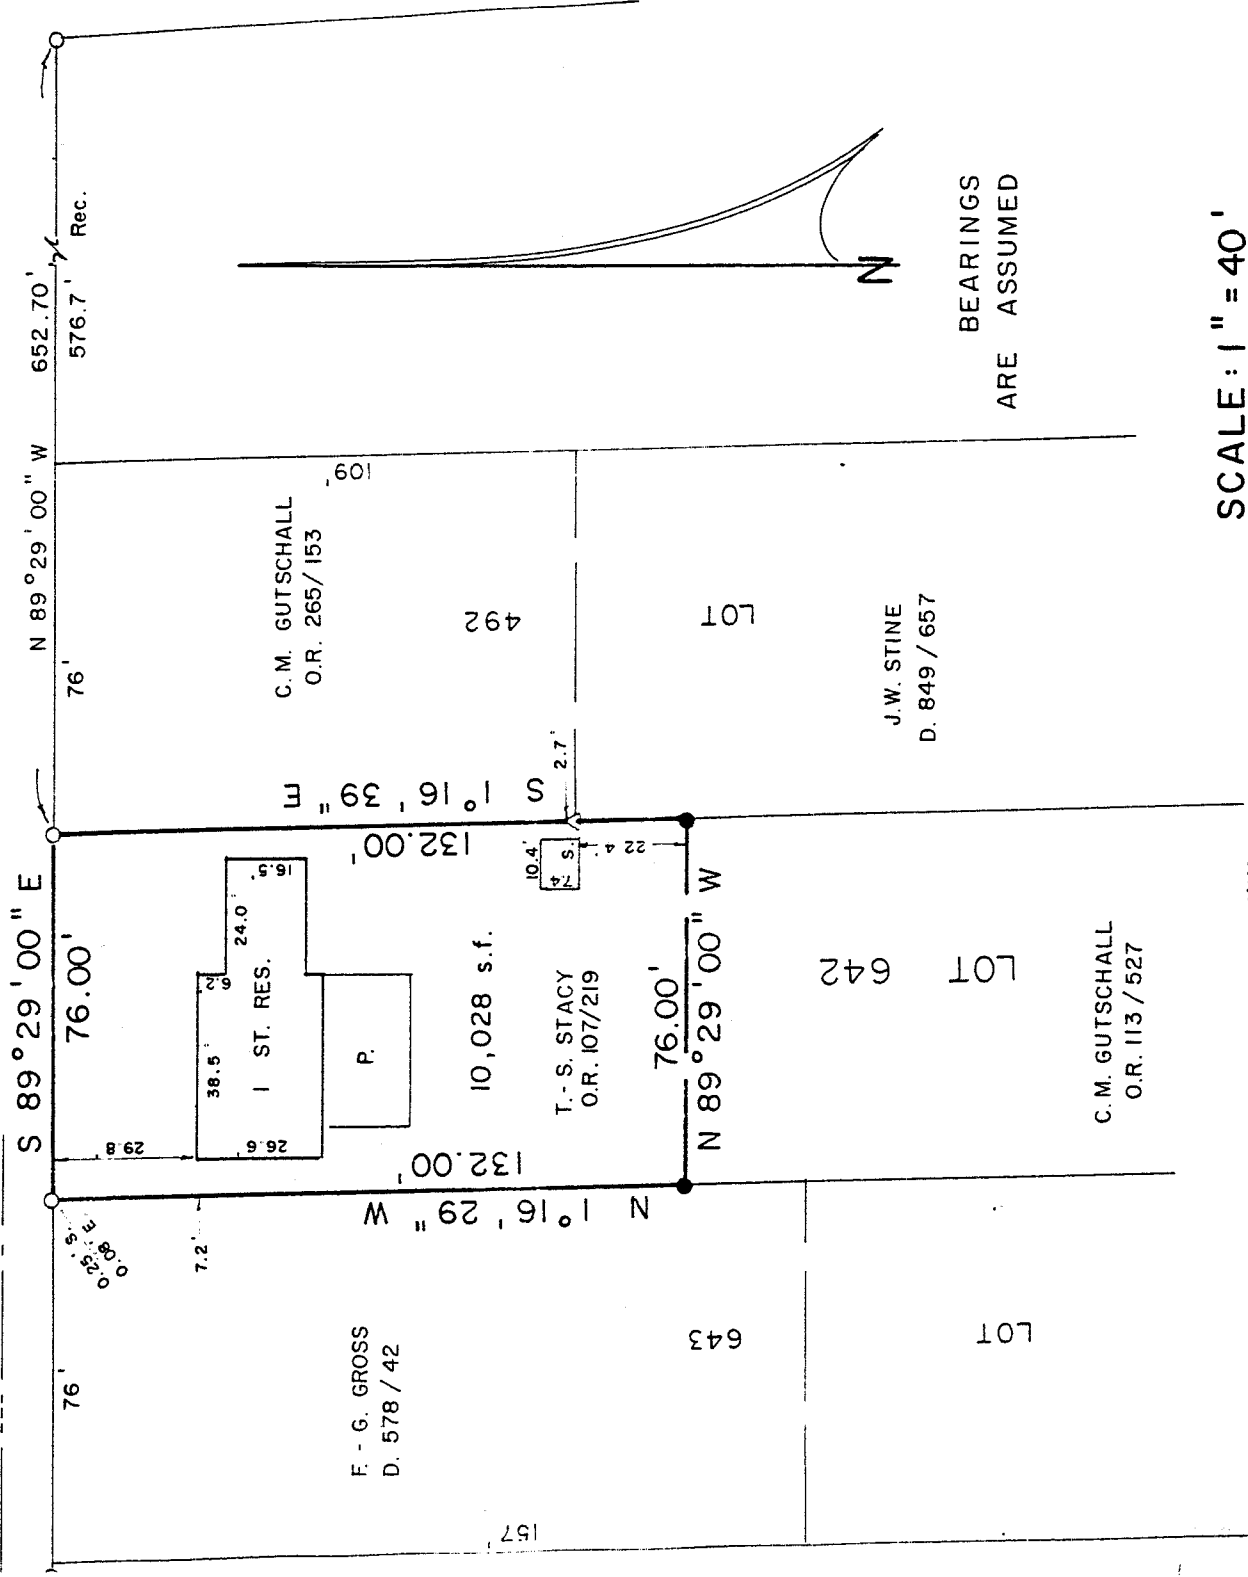 N 89°29'00" W 652.70'
576.7' Rec.
76'
S 89°29'00" E
76.00'
76'
0.25' S.
0.08' E
7.2'
29.8'
38.5'
6.2'
24.0'
16.5'
26.6'
1 ST. RES.
P.
10,028 s.f.
T.-S. STACY
O.R. 107/219
132.00'
S 1°16'39" E
132.00'
N 1°16'29" W
10.4'
7.4
S.
22.4'
2.7'
76.00'
N 89°29'00" W
C.M. GUTSCHALL
O.R. 265/153
109'
492
LOT
J.W. STINE
D. 849/657
642 LOT
C.M. GUTSCHALL
O.R. 113/527
F.-G. GROSS
D. 578/42
643
LOT
157'
N
BEARINGS
ARE ASSUMED
SCALE: 1" = 40'